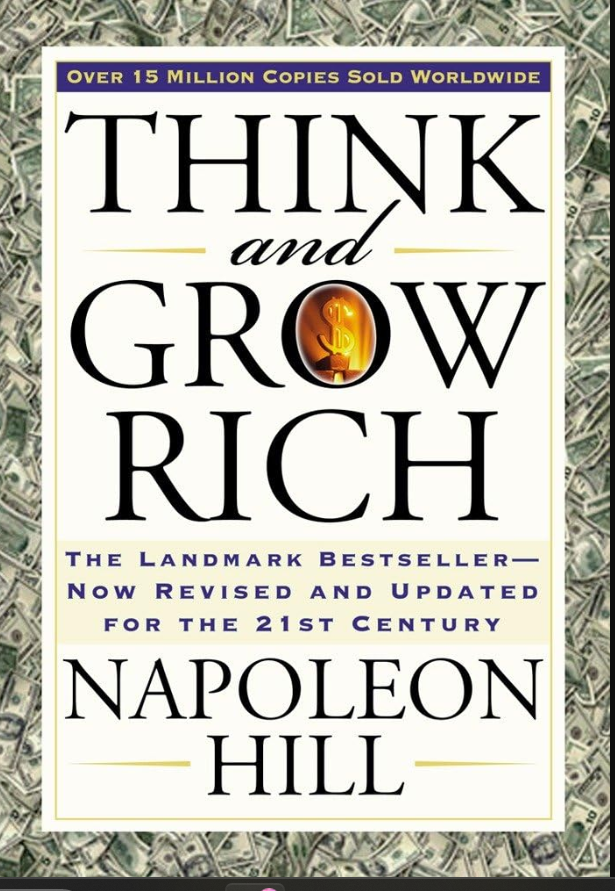 OVER 15 MILLION COPIES SOLD WORLDWIDE
THINK
and
GROW
RICH
THE LANDMARK BESTSELLER—
NOW REVISED AND UPDATED
FOR THE 21ST CENTURY
NAPOLEON
HILL